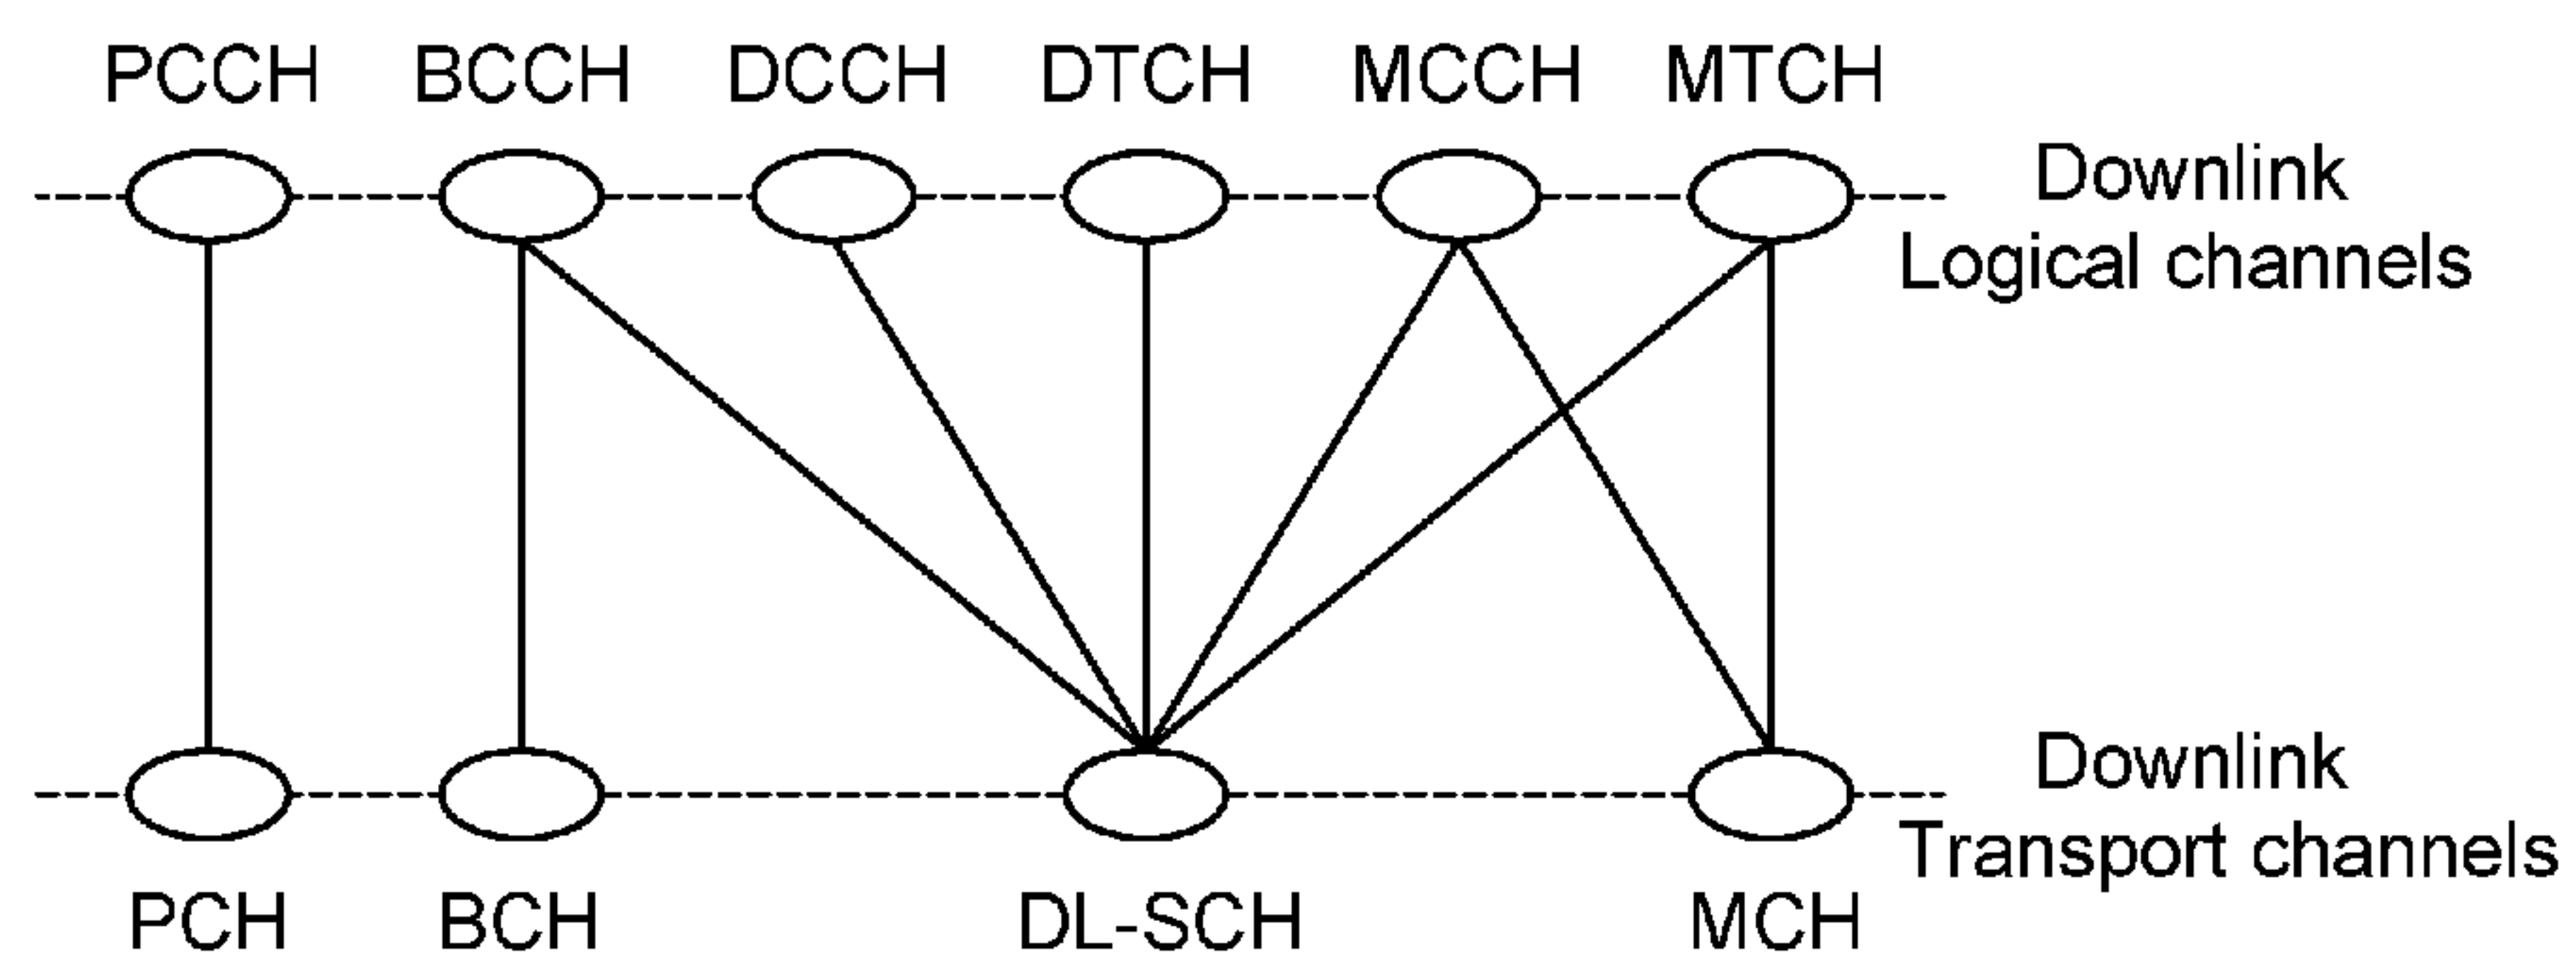 PCCH BCCH DCCH DTCH MCCH MTCH
Downlink
Logical channels
Downlink
Transport channels
PCH BCH DL-SCH MCH